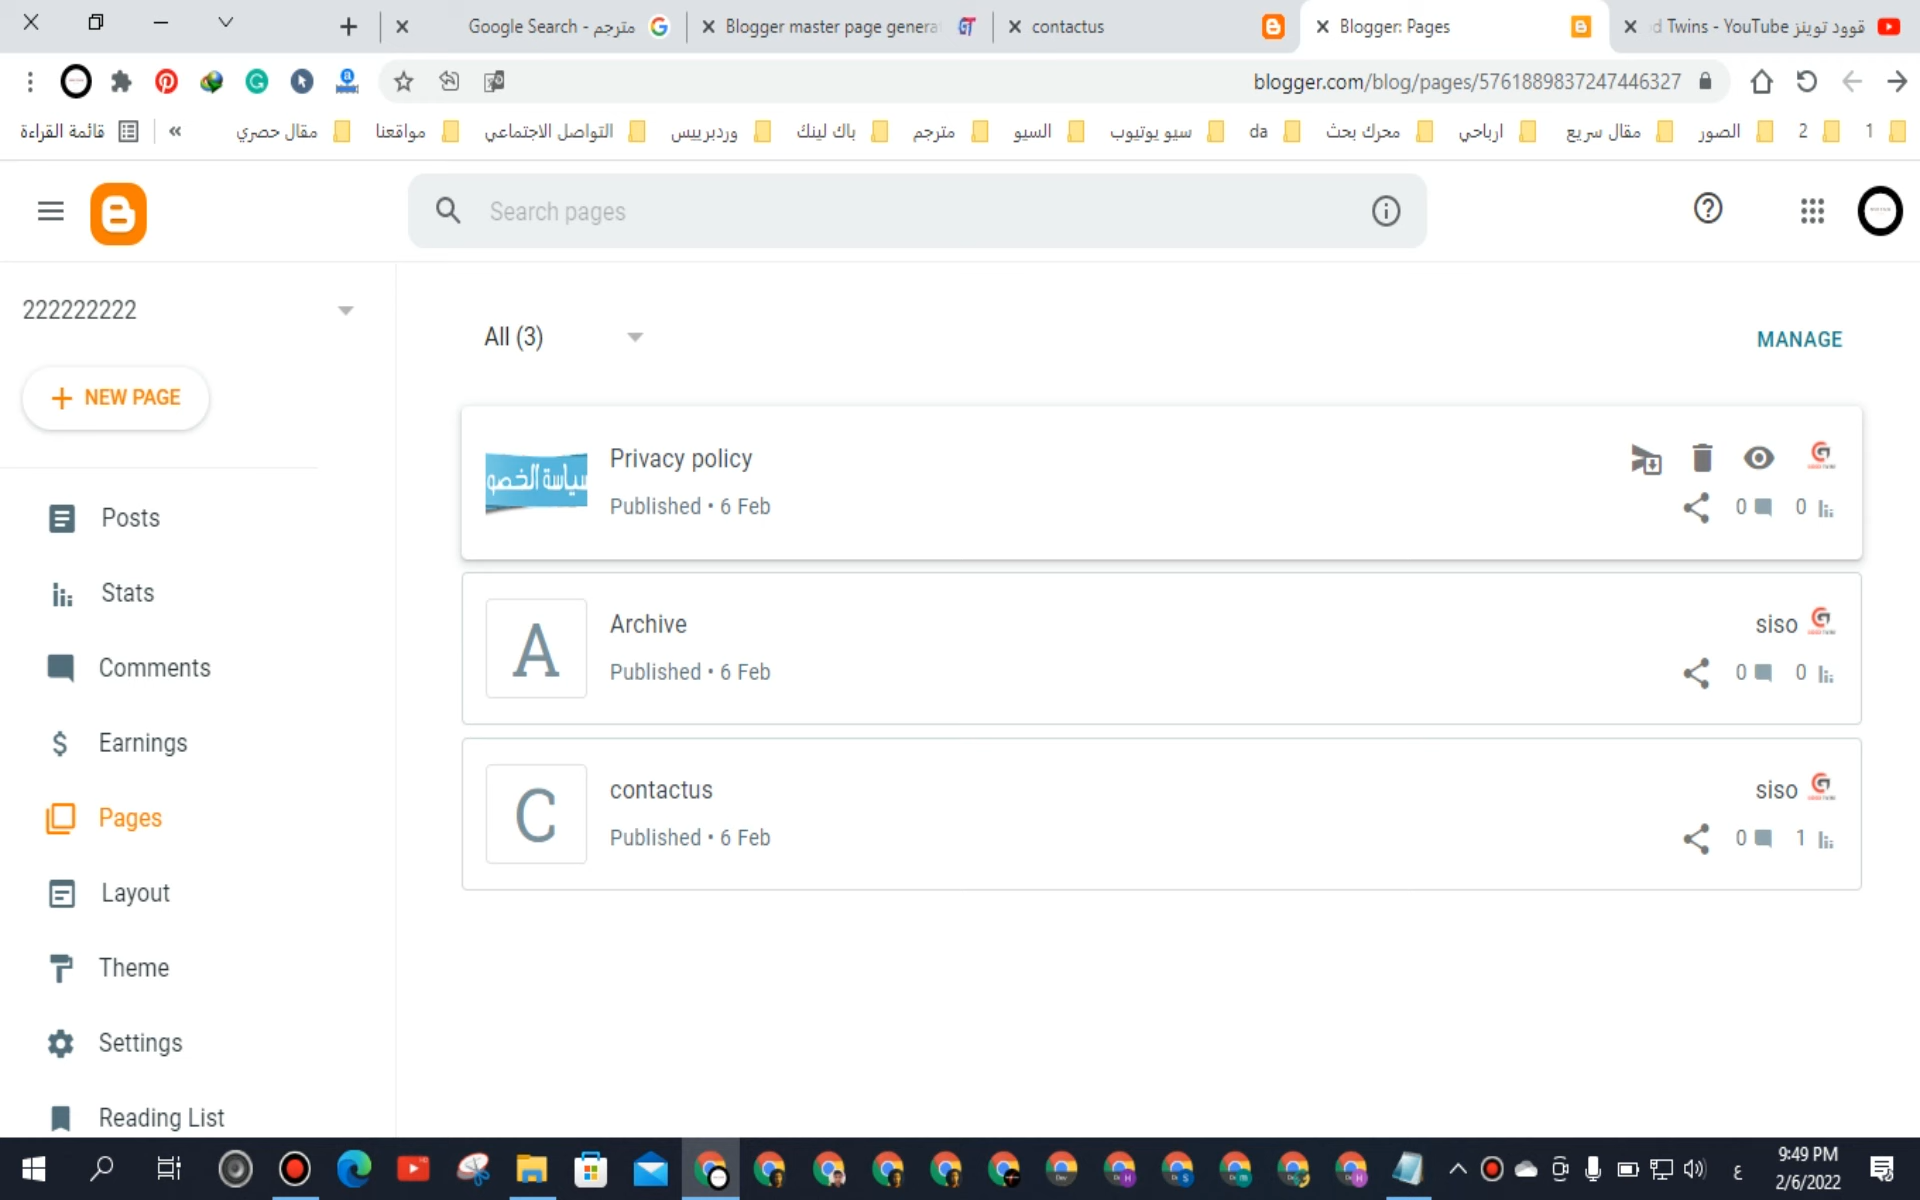 Google Search - مترجم
Blogger master page genera
contactus
Blogger: Pages
d Twins - YouTube قوود توينز
blogger.com/blog/pages/5761889837247446327
قائمة القراءة
«
مقال حصري
مواقعنا
التواصل الاجتماعي
وردبرييس
باك لينك
مترجم
السيو
سيو يوتيوب
da
محرك بحث
ارباحي
مقال سريع
الصور
2
1
Search pages
222222222
NEW PAGE
Posts
Stats
Comments
Earnings
Pages
Layout
Theme
Settings
Reading List
All (3)
MANAGE
سياسة الخصو
Privacy policy
Published • 6 Feb
0 0
A
Archive
Published • 6 Feb
siso
0 0
C
contactus
Published • 6 Feb
siso
0 1
ع
9:49 PM
2/6/2022